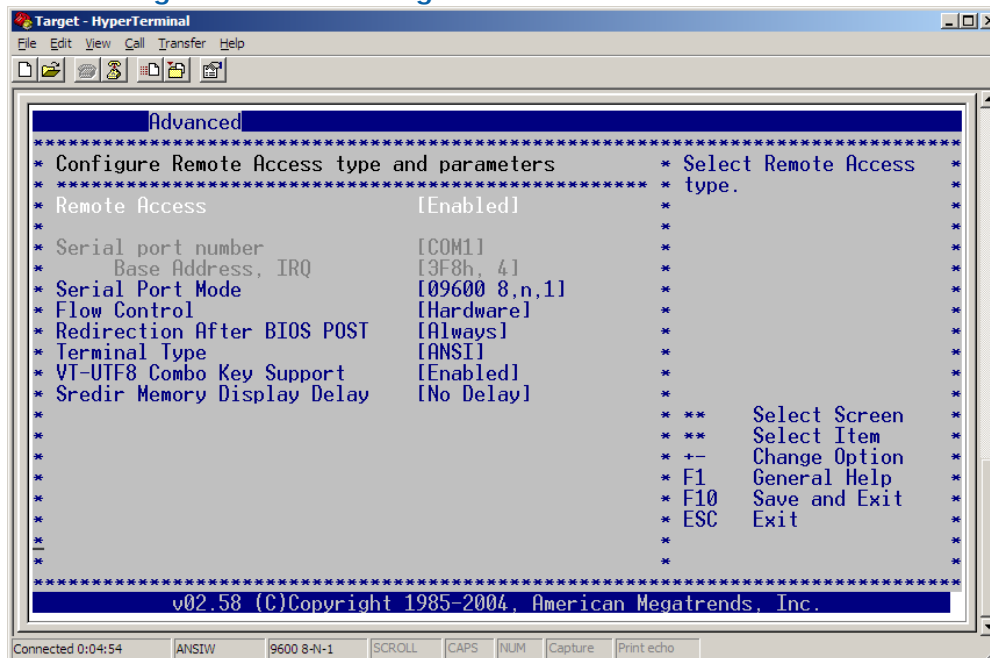 Target - HyperTerminal
File Edit View Call Transfer Help
Advanced
Configure Remote Access type and parameters
Select Remote Access
type.
Remote Access [Enabled]
Serial port number [COM1]
Base Address, IRQ [3F8h, 4]
Serial Port Mode [09600 8,n,1]
Flow Control [Hardware]
Redirection After BIOS POST [Always]
Terminal Type [ANSI]
VT-UTF8 Combo Key Support [Enabled]
Sredir Memory Display Delay [No Delay]
** Select Screen
** Select Item
+- Change Option
F1 General Help
F10 Save and Exit
ESC Exit
v02.58 (C)Copyright 1985-2004, American Megatrends, Inc.
Connected 0:04:54 ANSIW 9600 8-N-1 SCROLL CAPS NUM Capture Print echo